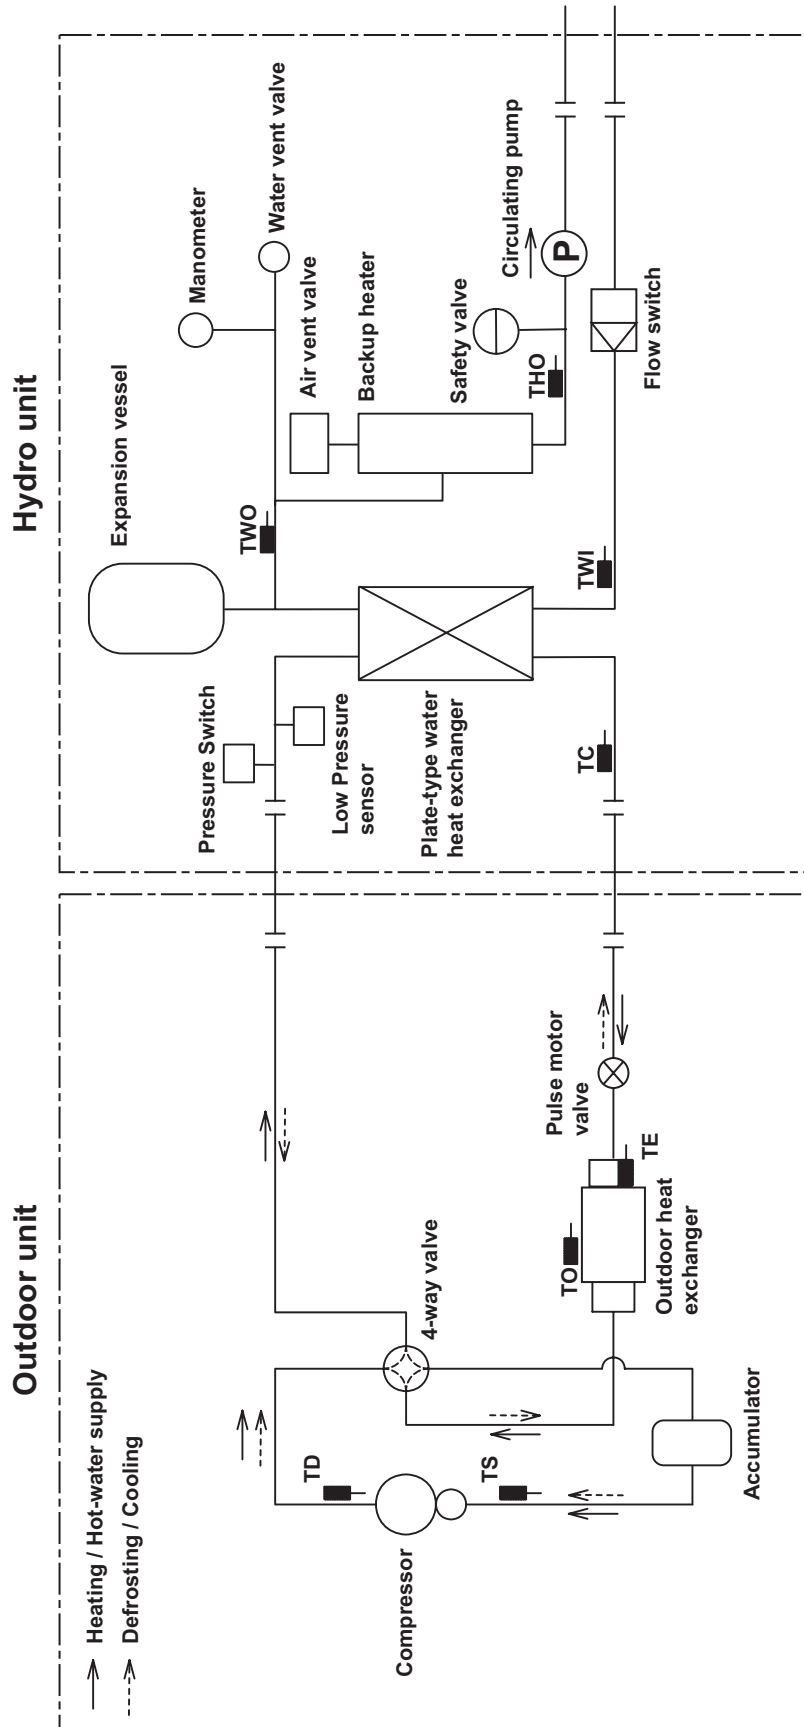 Outdoor unit
Hydro unit
Heating / Hot-water supply
Defrosting / Cooling
Compressor
TD
TS
Accumulator
4-way valve
TO
Outdoor heat
exchanger
TE
Pulse motor
valve
Pressure Switch
Low Pressure
sensor
Plate-type water
heat exchanger
TC
Expansion vessel
TWO
TWI
Manometer
Water vent valve
Air vent valve
Backup heater
Safety valve
THO
Circulating pump
P
Flow switch